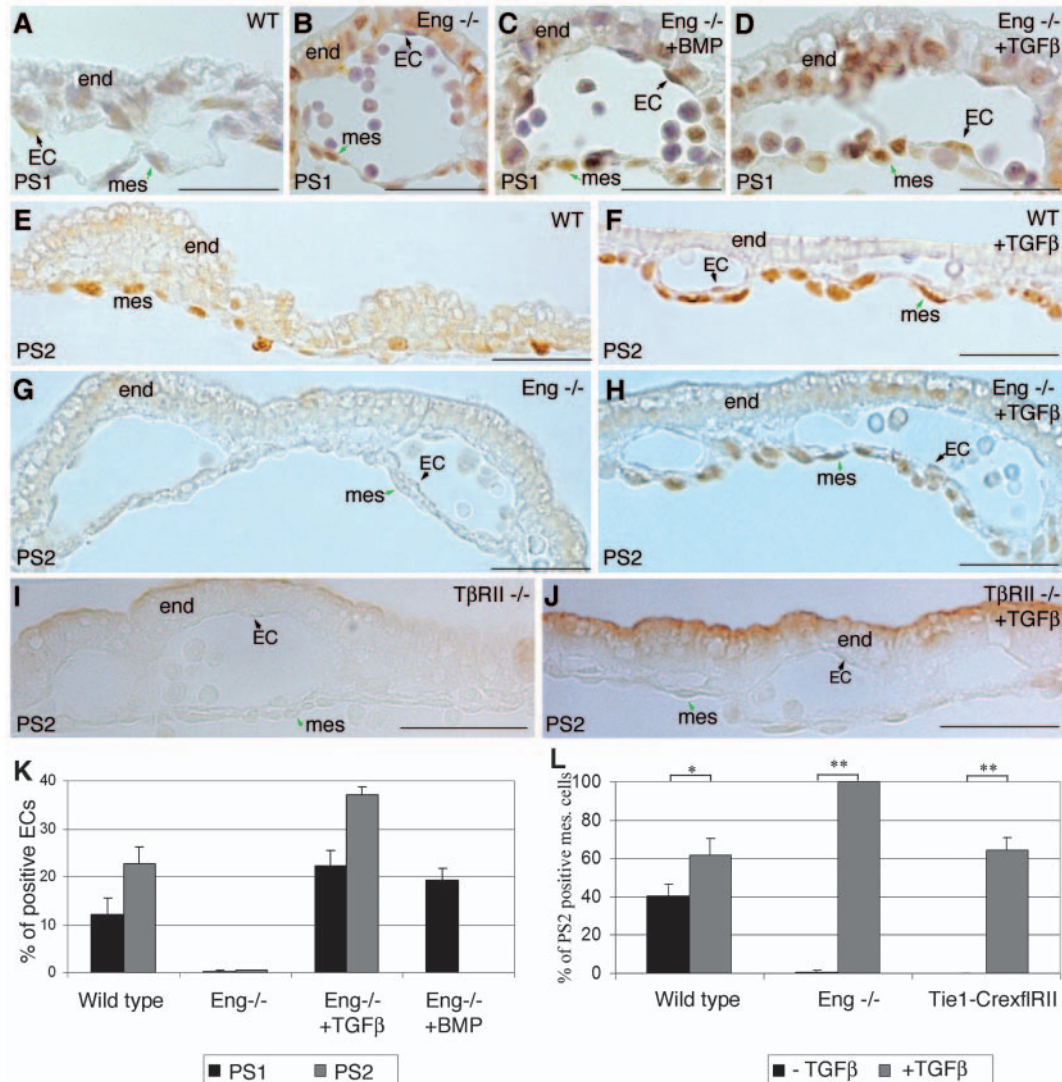 A WT
end
EC
mes
PS1
B Eng -/-
end
EC
mes
PS1
C Eng -/-
+BMP
end
EC
mes
PS1
D Eng -/-
+TGFβ
end
EC
mes
PS1
E WT
end
mes
PS2
F WT
+TGFβ
end
EC
mes
PS2
G Eng -/-
end
EC
mes
PS2
H Eng -/-
+TGFβ
end
EC
mes
PS2
I TβRII -/-
end
EC
mes
PS2
J TβRII -/-
+TGFβ
end
EC
mes
PS2
K
% of positive ECs
40
30
20
10
0
Wild type Eng-/- Eng-/- Eng-/-
+TGFβ +BMP
PS1 PS2
L
% of PS2 positive mes. cells
* ** **
100
80
60
40
20
0
Wild type Eng -/- Tie1-CrexflRII
- TGFβ +TGFβ